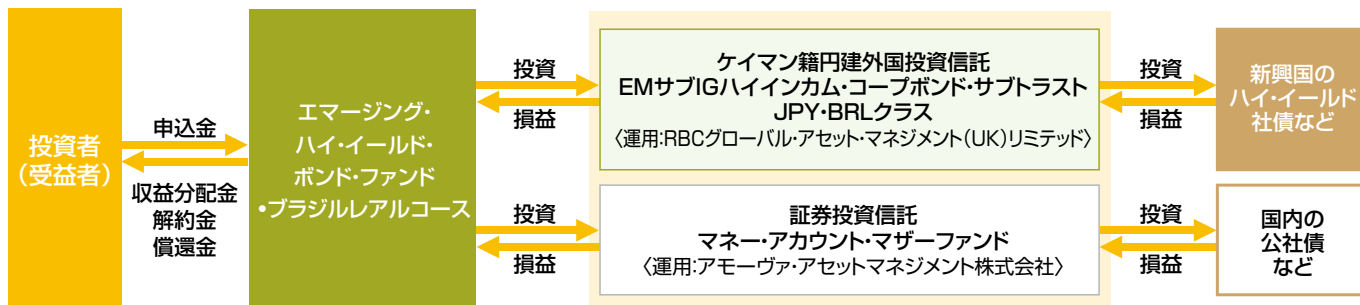 投資者
（受益者）
申込金
収益分配金
解約金
償還金
エマージング・
ハイ・イールド・
ボンド・ファンド
・ブラジルレアルコース
投資
損益
ケイマン籍円建外国投資信託
EMサブIGハイインカム・コープボンド・サブトラスト
JPY・BRLクラス
〈運用:RBCグローバル・アセット・マネジメント（UK）リミテッド〉
投資
損益
新興国の
ハイ・イールド
社債など
投資
損益
証券投資信託
マネー・アカウント・マザーファンド
〈運用:アモーヴァ・アセットマネジメント株式会社〉
投資
損益
国内の
公社債
など